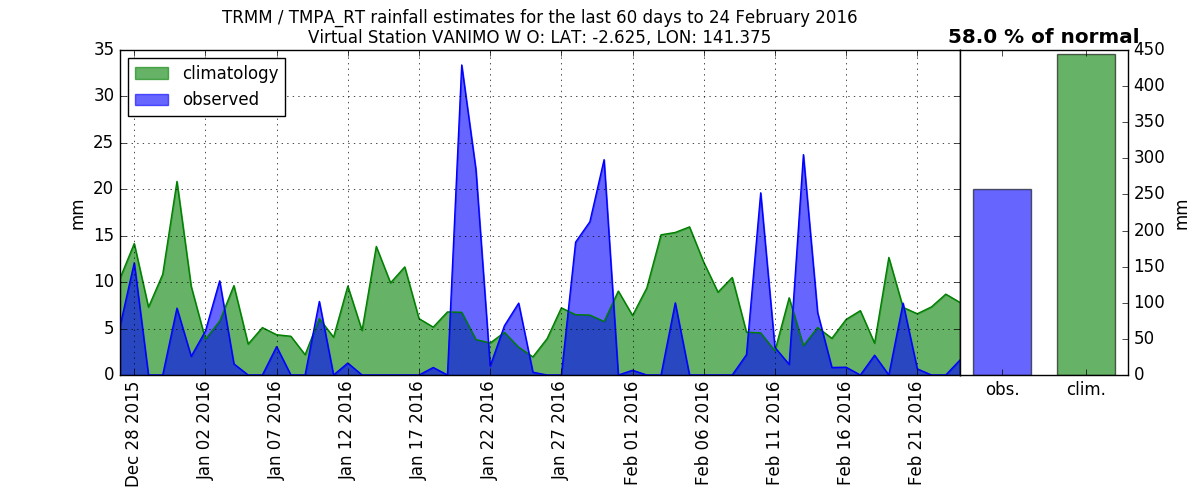 TRMM / TMPA_RT rainfall estimates for the last 60 days to 24 February 2016
Virtual Station VANIMO W O: LAT: -2.625, LON: 141.375
58.0 % of normal
climatology
observed
35
30
25
20
15
10
5
0
mm
Dec 28 2015
Jan 02 2016
Jan 07 2016
Jan 12 2016
Jan 17 2016
Jan 22 2016
Jan 27 2016
Feb 01 2016
Feb 06 2016
Feb 11 2016
Feb 16 2016
Feb 21 2016
450
400
350
300
250
200
150
100
50
0
mm
obs.
clim.